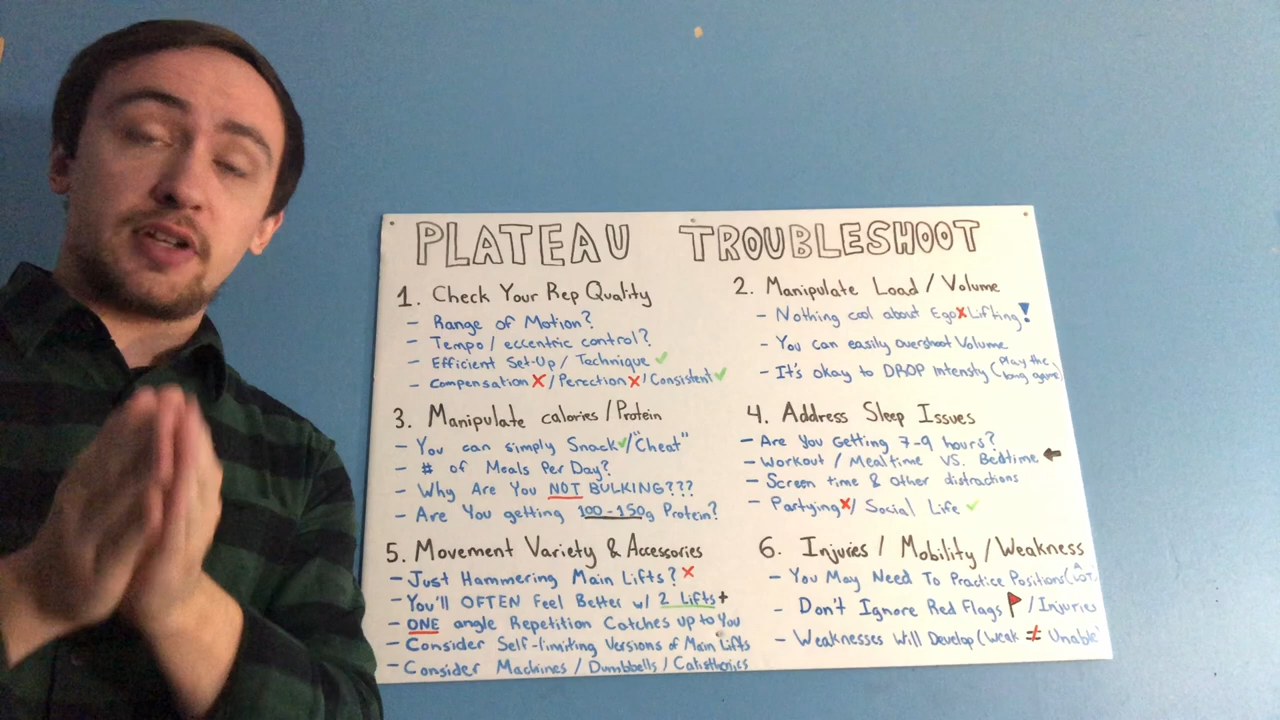 PLATEAU TROUBLESHOOT
1. Check Your Rep Quality
- Range of Motion?
- Tempo / eccentric control?
- Efficient Set-Up / Technique ✓
- Compensation X / Perection X / Consistent ✓
2. Manipulate Load / Volume
- Nothing cool about Ego X Lifting!
- You can easily overshoot Volume
- It's okay to DROP Intensity (Play the long game)
3. Manipulate calories / Protein
- You can simply Snack ✓ / "Cheat"
- # of Meals Per Day?
- Why Are You NOT BULKING???
- Are You getting 100-150g Protein?
4. Address Sleep Issues
- Are You Getting 7-9 hours?
- Workout / Mealtime VS. Bedtime ←
- Screen time & other distractions
- Partying X / Social Life ✓
5. Movement Variety & Accessories
- Just Hammering Main Lifts? X
- You'll OFTEN Feel Better w/ 2 Lifts +
- ONE angle Repetition Catches up to You
- Consider Self-limiting Versions of Main Lifts
- Consider Machines / Dumbbells / Calisthenics
6. Injuries / Mobility / Weakness
- You May Need To Practice Positions (
- Don't Ignore Red Flags / Injuries
- Weaknesses Will Develop (Weak ≠ Unable)